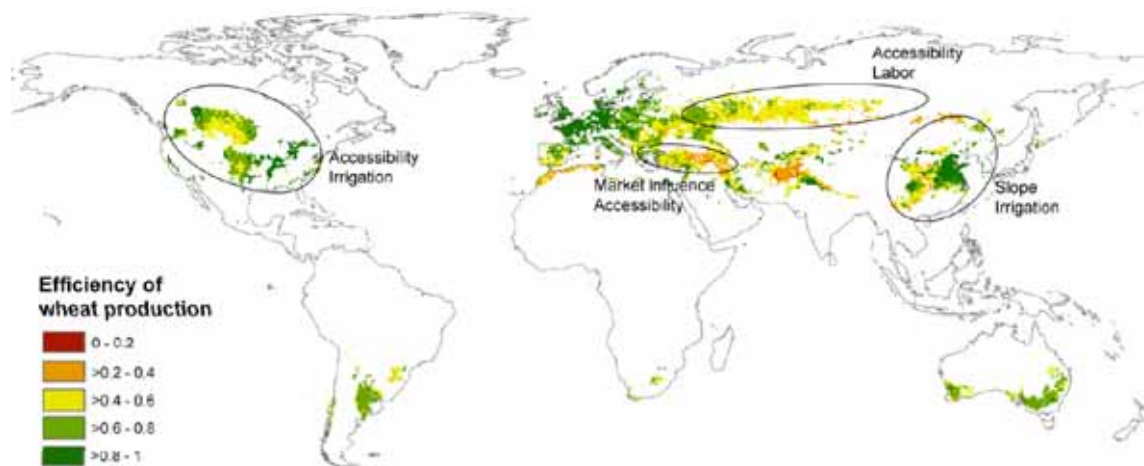 Accessibility
Labor
Accessibility
Irrigation
Market Influence
Accessibility
Slope
Irrigation
Efficiency of
wheat production
0 - 0.2
>0.2 - 0.4
>0.4 - 0.6
>0.6 - 0.8
>0.8 - 1